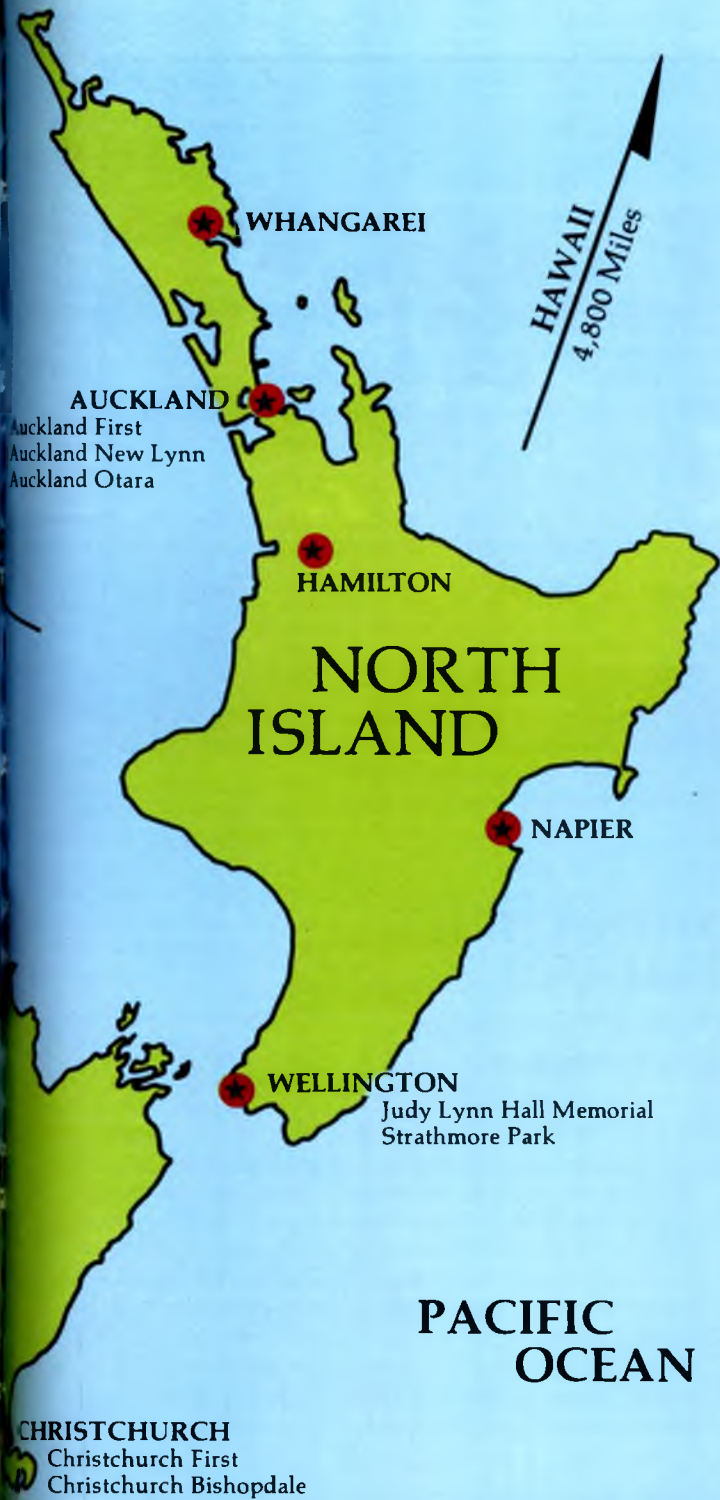 WHANGAREI
HAWAII
4,800 Miles
AUCKLAND
Auckland First
Auckland New Lynn
Auckland Otara
HAMILTON
NORTH
ISLAND
NAPIER
WELLINGTON
Judy Lynn Hall Memorial
Strathmore Park
PACIFIC
OCEAN
CHRISTCHURCH
Christchurch First
Christchurch Bishopdale